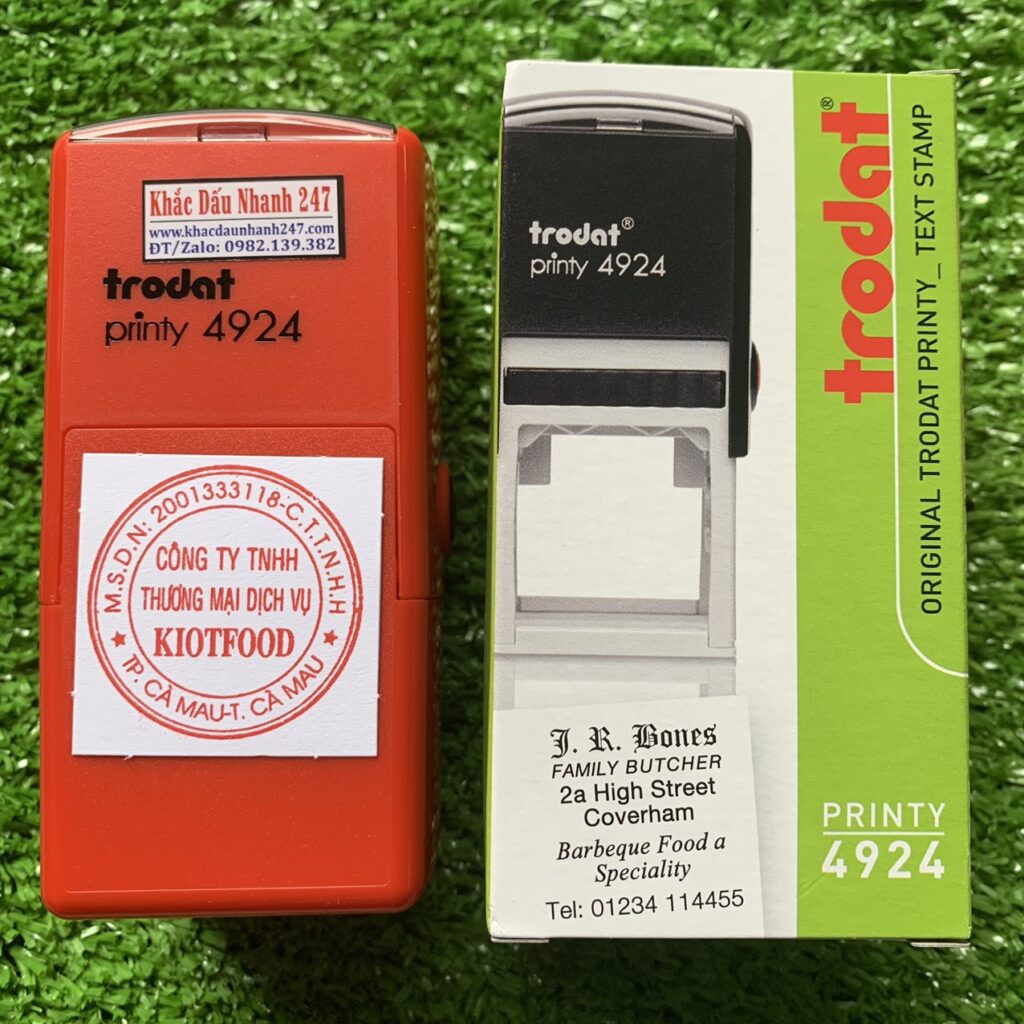 Khắc Dấu Nhanh 247
www.khacdaunhanh247.com
ĐT/Zalo: 0982.139.382
trodat
printy 4924
M.S.D.N: 2001333118-C.T.T.N.H.H
CÔNG TY TNHH
THƯƠNG MẠI DỊCH VỤ
KIOTFOOD
★ TP. CÀ MAU-T. CÀ MAU ★
trodat®
printy 4924
J. R. Bones
FAMILY BUTCHER
2a High Street
Coverham
Barbeque Food a
Speciality
Tel: 01234 114455
trodat®
ORIGINAL TRODAT PRINTY_TEXT STAMP
PRINTY
4924